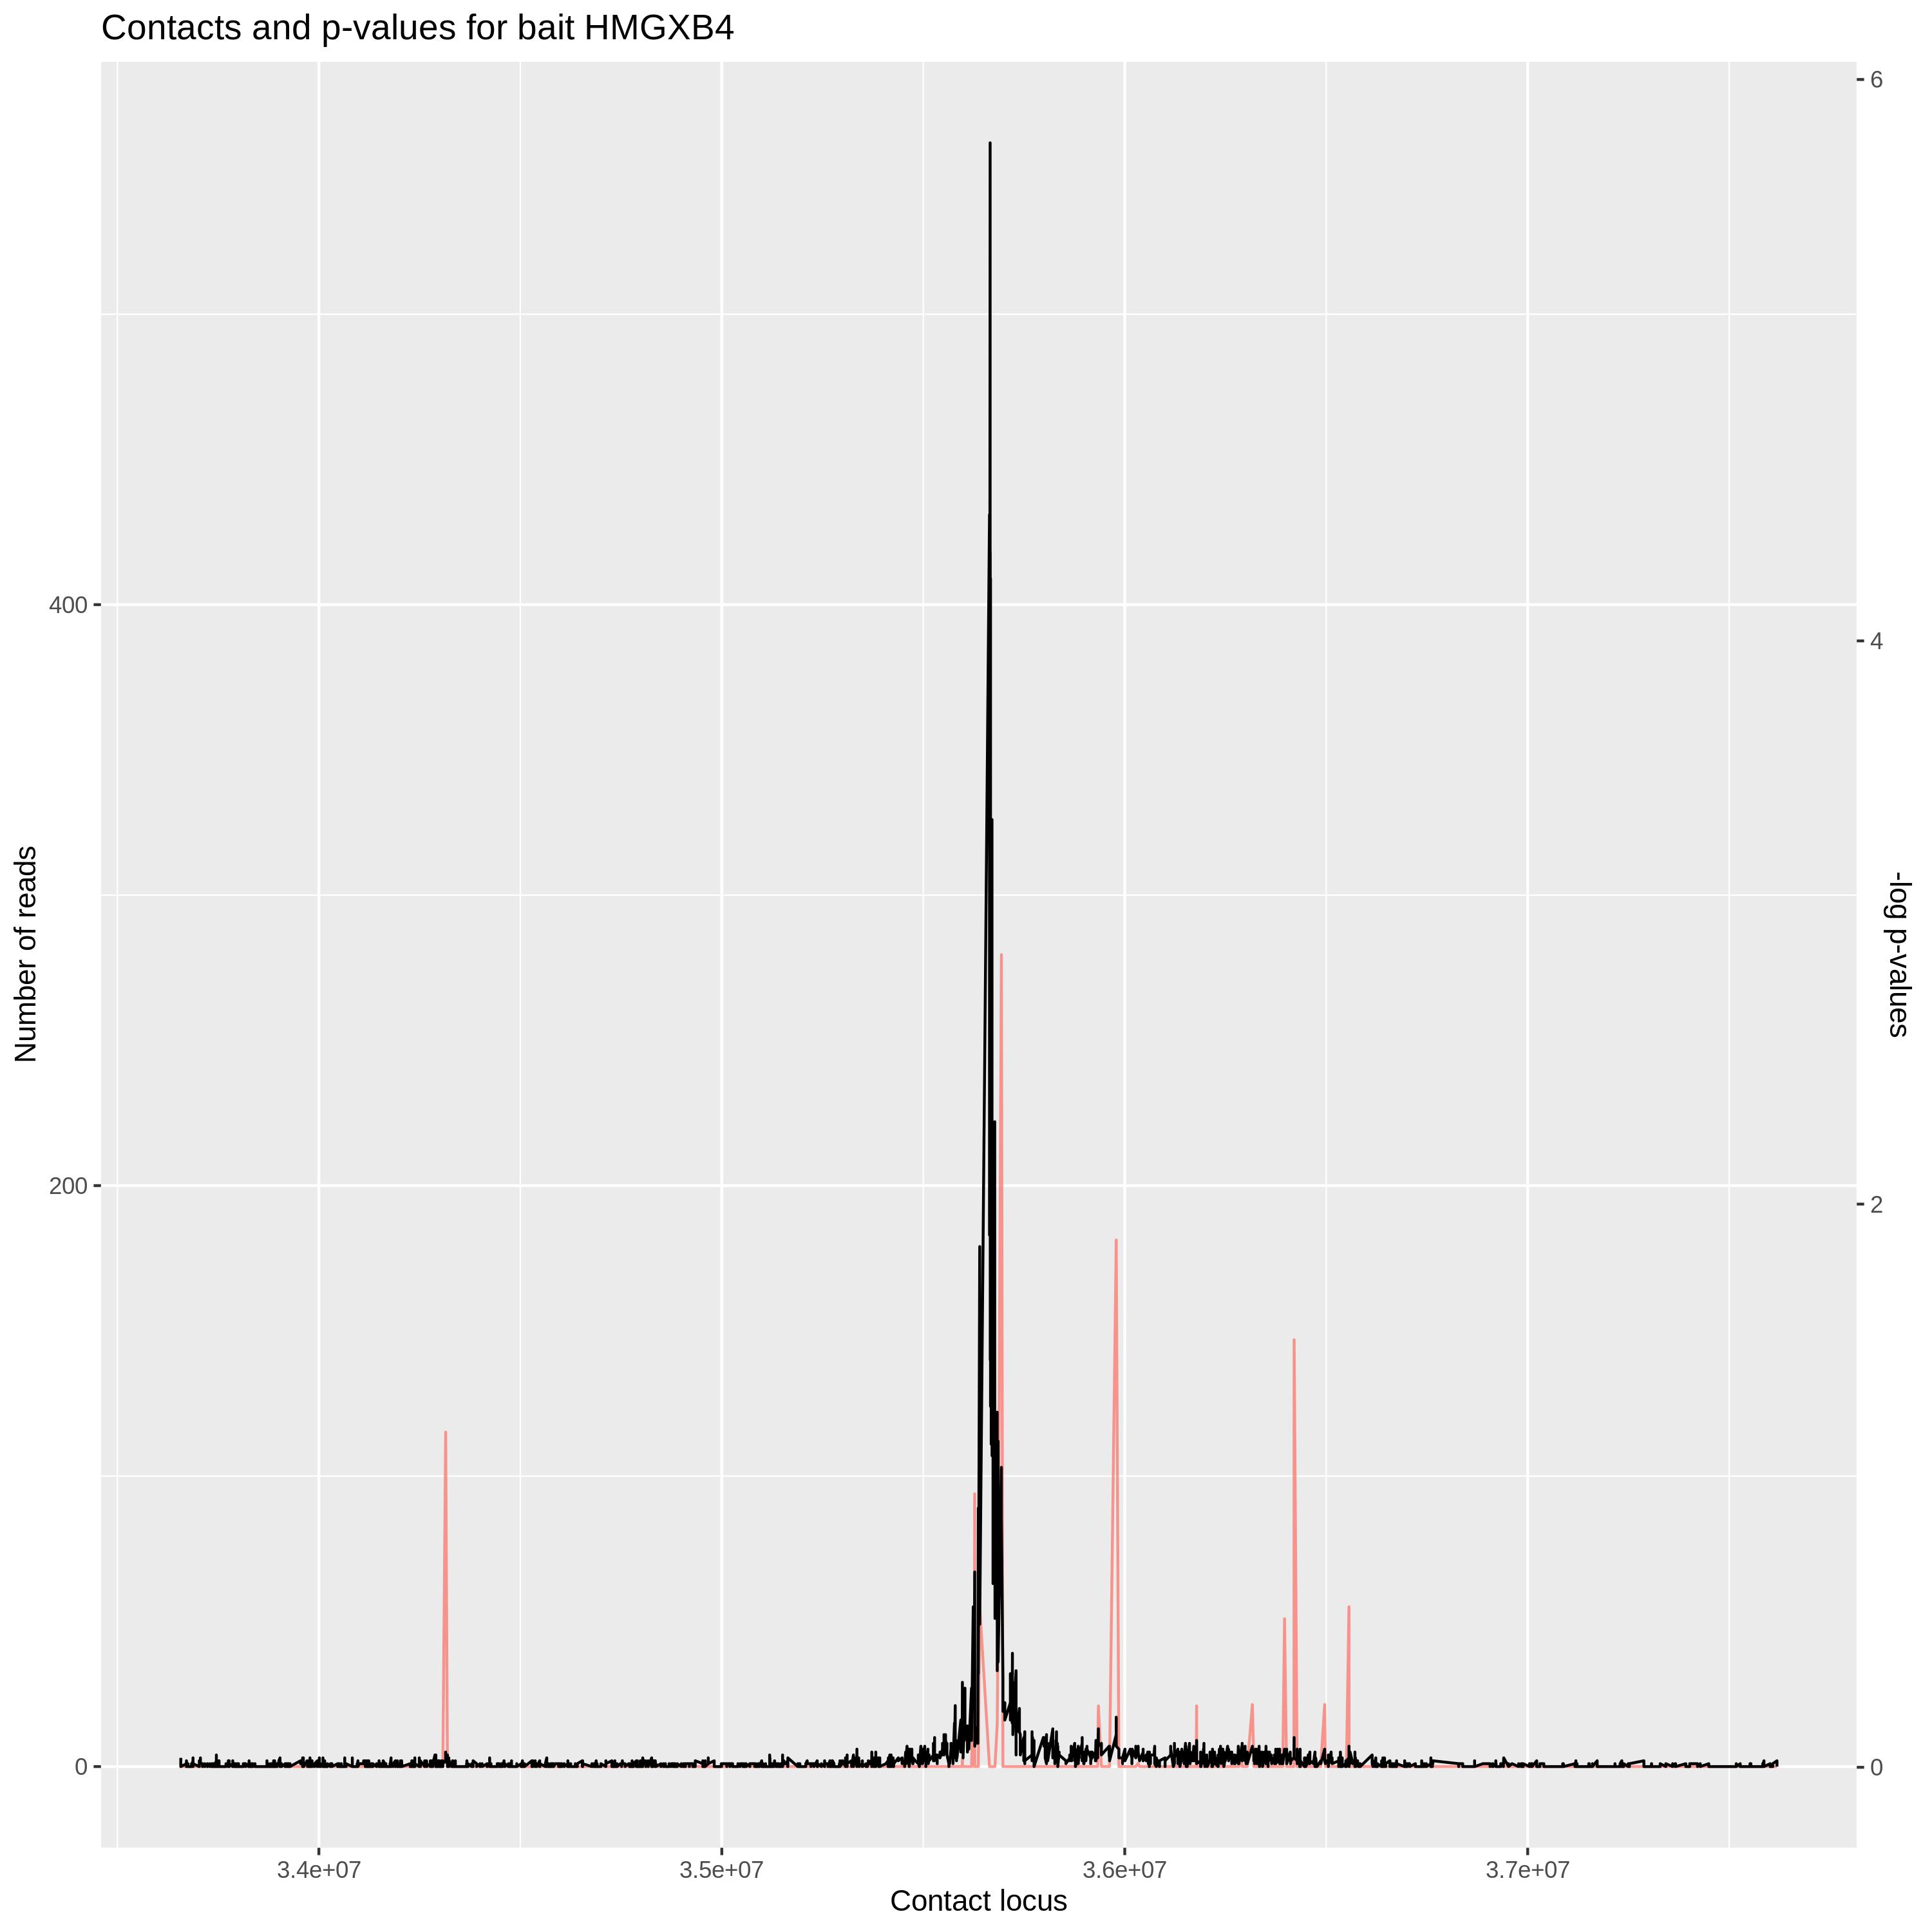 Contacts and p-values for bait HMGXB4
6
400
4
Number of reads
-log p-values
200
2
0
0
3.4e+07
3.5e+07
3.6e+07
3.7e+07
Contact locus